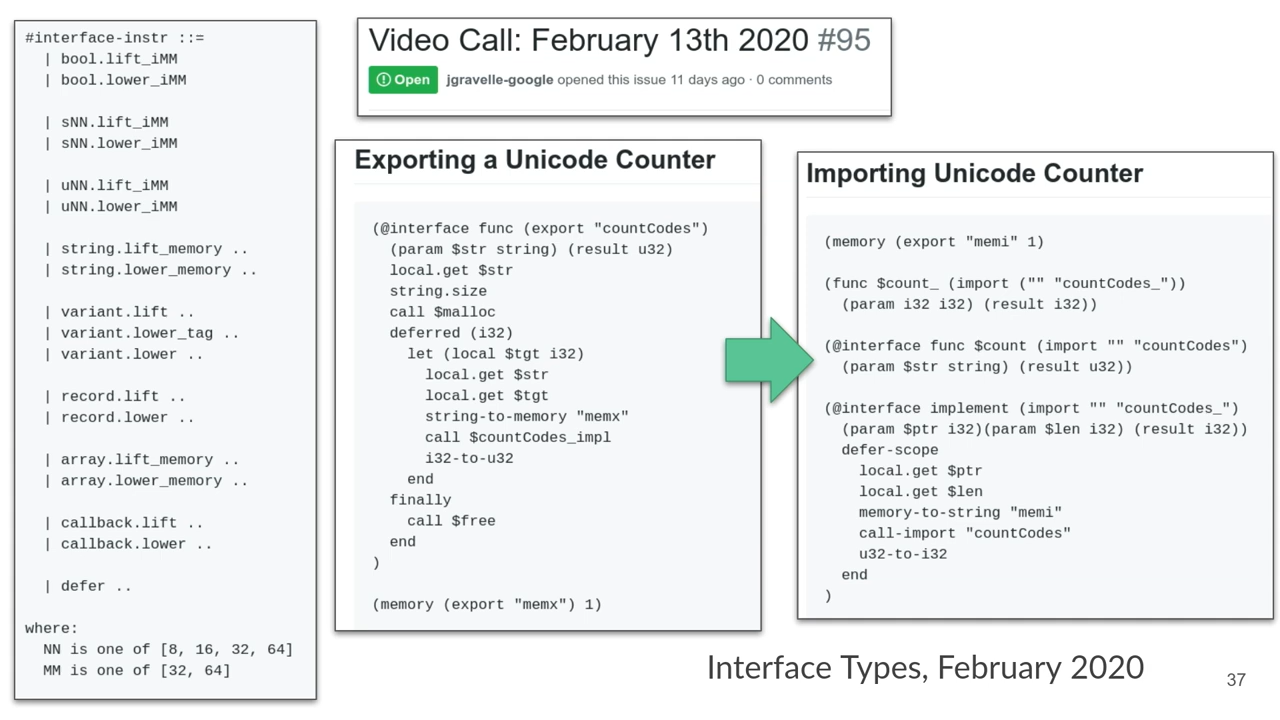 #interface-instr ::=
| bool.lift_iMM
| bool.lower_iMM
| sNN.lift_iMM
| sNN.lower_iMM
| uNN.lift_iMM
| uNN.lower_iMM
| string.lift_memory ..
| string.lower_memory ..
| variant.lift ..
| variant.lower_tag ..
| variant.lower ..
| record.lift ..
| record.lower ..
| array.lift_memory ..
| array.lower_memory ..
| callback.lift ..
| callback.lower ..
| defer ..
where:
NN is one of [8, 16, 32, 64]
MM is one of [32, 64]
Video Call: February 13th 2020 #95
Open jgravelle-google opened this issue 11 days ago · 0 comments
Exporting a Unicode Counter
(@interface func (export "countCodes")
(param $str string) (result u32)
local.get $str
string.size
call $malloc
deferred (i32)
let (local $tgt i32)
local.get $str
local.get $tgt
string-to-memory "memx"
call $countCodes_impl
i32-to-u32
end
finally
call $free
end
)
(memory (export "memx") 1)
Importing Unicode Counter
(memory (export "memi" 1)
(func $count_ (import ("" "countCodes_"))
(param i32 i32) (result i32))
(@interface func $count (import "" "countCodes")
(param $str string) (result u32))
(@interface implement (import "" "countCodes_")
(param $ptr i32)(param $len i32) (result i32))
defer-scope
local.get $ptr
local.get $len
memory-to-string "memi"
call-import "countCodes"
u32-to-i32
end
)
Interface Types, February 2020
37